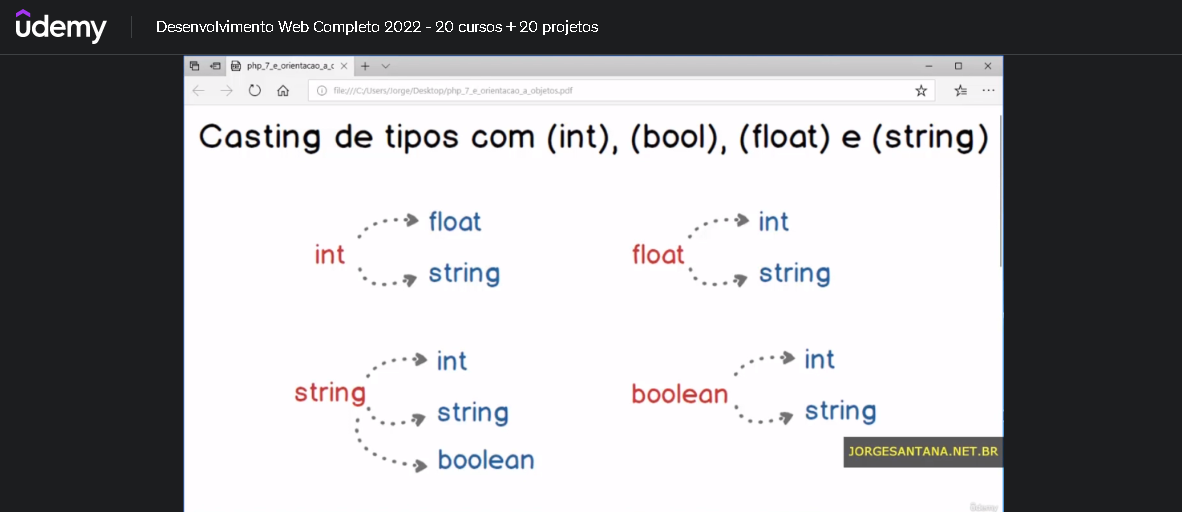 ûdemy
Desenvolvimento Web Completo 2022 - 20 cursos + 20 projetos
php_7_e_orientacao_a_c
file:///C:/Users/Jorge/Desktop/php_7_e_orientacao_a_objetos.pdf
Casting de tipos com (int), (bool), (float) e (string)
int
float
string
float
int
string
string
int
string
boolean
boolean
int
string
JORGESANTANA.NET.BR
ûdemy